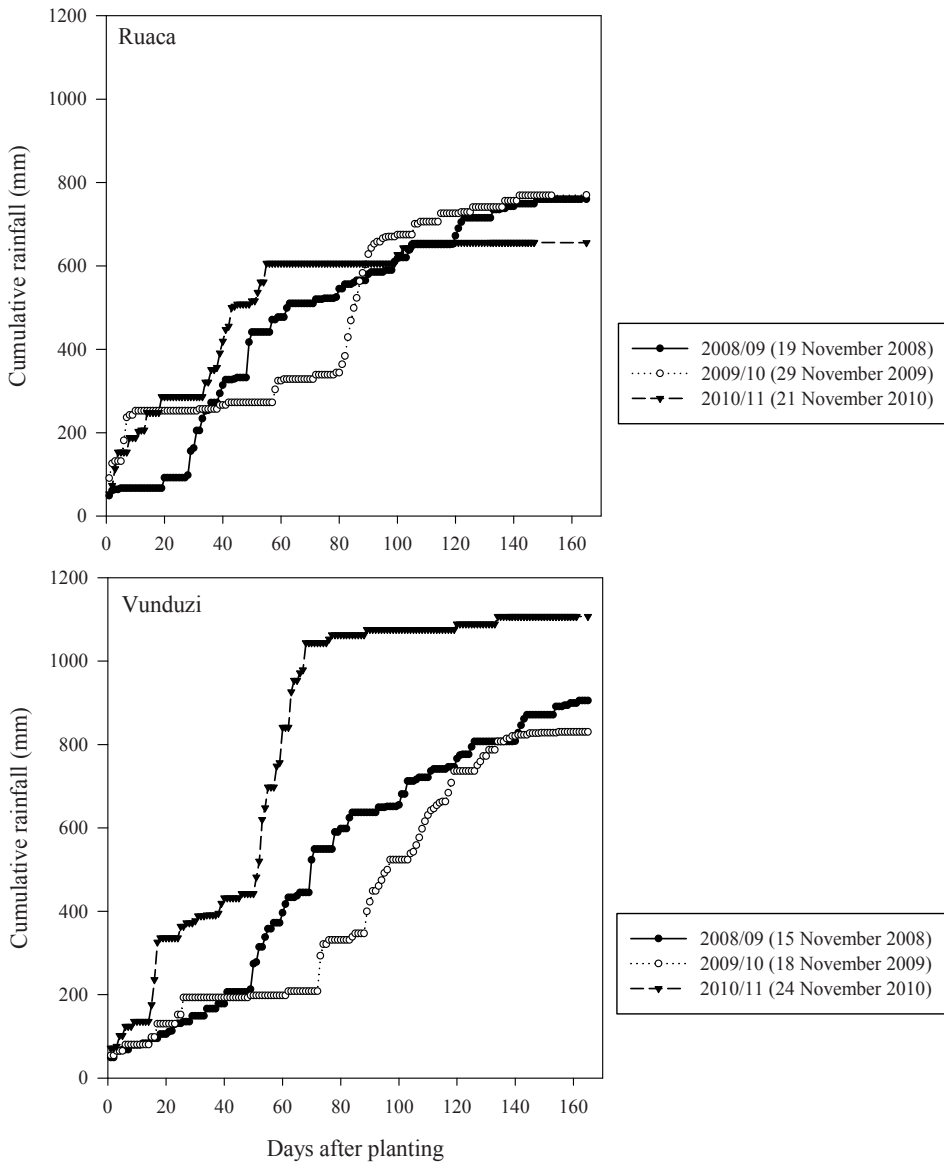 1200
Ruaca
1000
800
600
400
200
0
Cumulative rainfall (mm)
0 20 40 60 80 100 120 140 160
2008/09 (19 November 2008)
2009/10 (29 November 2009)
2010/11 (21 November 2010)
1200
Vunduzi
1000
800
600
400
200
0
Cumulative rainfall (mm)
0 20 40 60 80 100 120 140 160
Days after planting
2008/09 (15 November 2008)
2009/10 (18 November 2009)
2010/11 (24 November 2010)